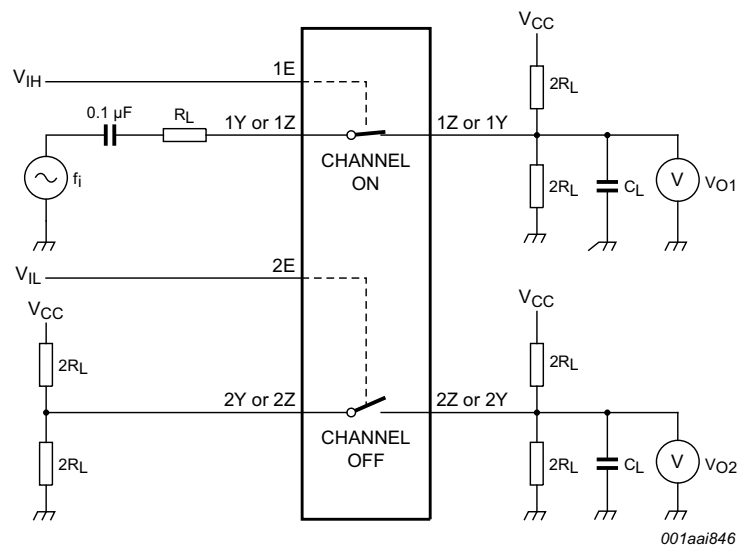 VCC
VIH
1E
2RL
0.1 µF
RL
1Y or 1Z
1Z or 1Y
fi
CHANNEL
ON
2RL
CL
V
VO1
VIL
2E
VCC
VCC
2RL
2RL
2Y or 2Z
2Z or 2Y
CHANNEL
OFF
2RL
2RL
CL
V
VO2
001aai846